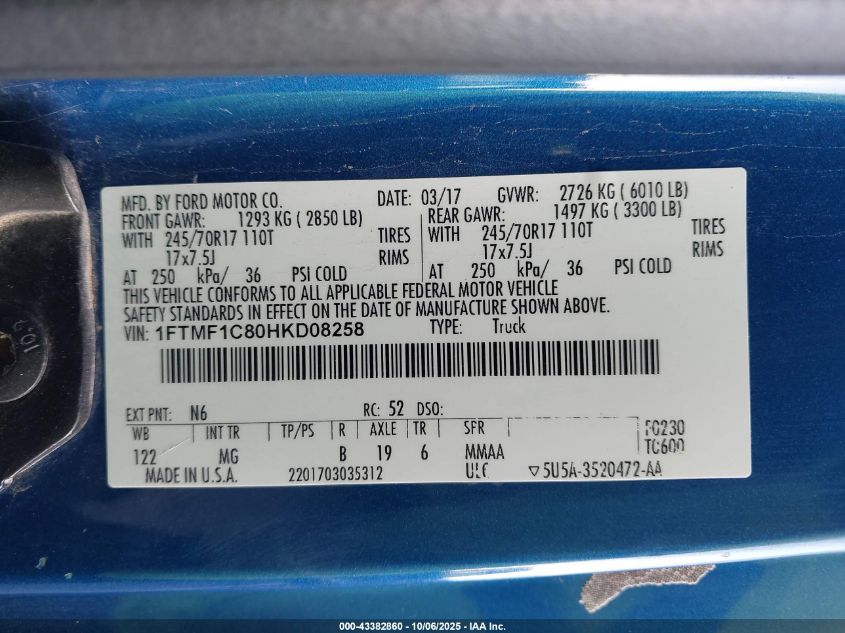 MFD. BY FORD MOTOR CO. DATE: 03/17 GVWR: 2726 KG ( 6010 LB)
FRONT GAWR: 1293 KG ( 2850 LB) REAR GAWR: 1497 KG ( 3300 LB)
WITH 245/70R17 110T TIRES WITH 245/70R17 110T TIRES
17x7.5J RIMS 17x7.5J RIMS
AT 250 kPa/ 36 PSI COLD AT 250 kPa/ 36 PSI COLD
THIS VEHICLE CONFORMS TO ALL APPLICABLE FEDERAL MOTOR VEHICLE
SAFETY STANDARDS IN EFFECT ON THE DATE OF MANUFACTURE SHOWN ABOVE.
VIN: 1FTMF1C80HKD08258 TYPE: Truck
EXT PNT: N6 RC: 52 DSO:
WB INT TR TP/PS R AXLE TR SFR F0230
122 MG B 19 6 MMAA TC600
MADE IN U.S.A. 2201703035312 ULC ▽5U5A-3520472-AA
000-43382860 - 10/06/2025 - IAA Inc.